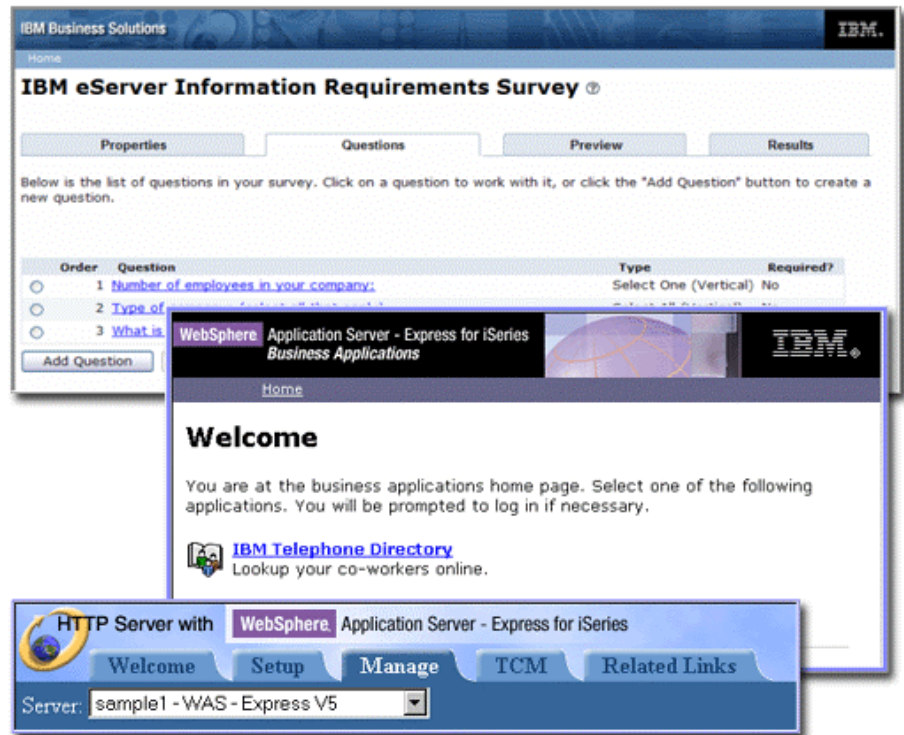 IBM Business Solutions
IBM.
Home
IBM eServer Information Requirements Survey ?
Properties Questions Preview Results
Below is the list of questions in your survey. Click on a question to work with it, or click the "Add Question" button to create a
new question.
Order Question Type Required?
1 Number of employees in your company: Select One (Vertical) No
2 Type of
3 What is
Add Question
WebSphere Application Server - Express for iSeries
Business Applications
IBM
Home
Welcome
You are at the business applications home page. Select one of the following
applications. You will be prompted to log in if necessary.
IBM Telephone Directory
Lookup your co-workers online.
HTTP Server with WebSphere. Application Server - Express for iSeries
Welcome Setup Manage TCM Related Links
Server: sample1 - WAS - Express V5